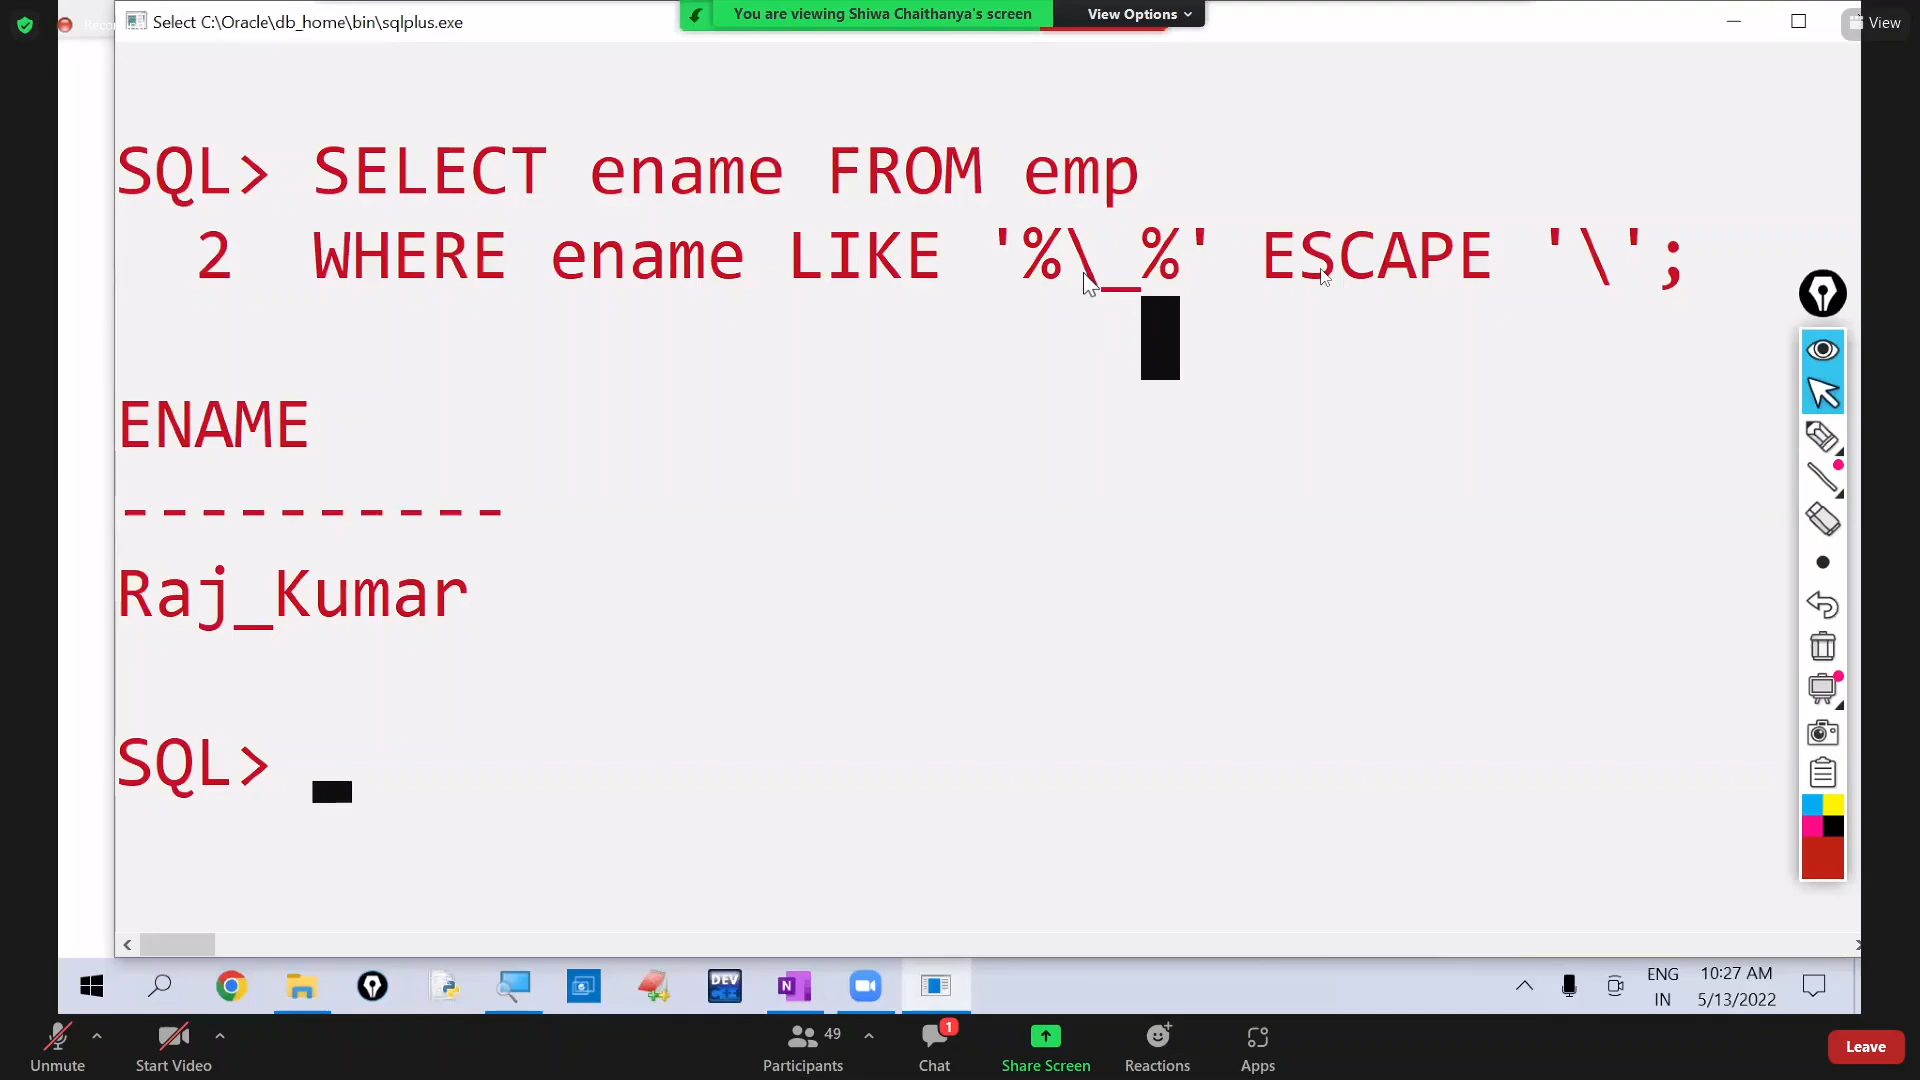 Select C:\Oracle\db_home\bin\sqlplus.exe
You are viewing Shiwa Chaithanya's screen
View Options
View
SQL> SELECT ename FROM emp
2 WHERE ename LIKE '%\_%' ESCAPE '\';
ENAME
----------
Raj_Kumar
SQL>
DEV
N
ENG
IN
10:27 AM
5/13/2022
Unmute
Start Video
49
Participants
1
Chat
Share Screen
Reactions
Apps
Leave